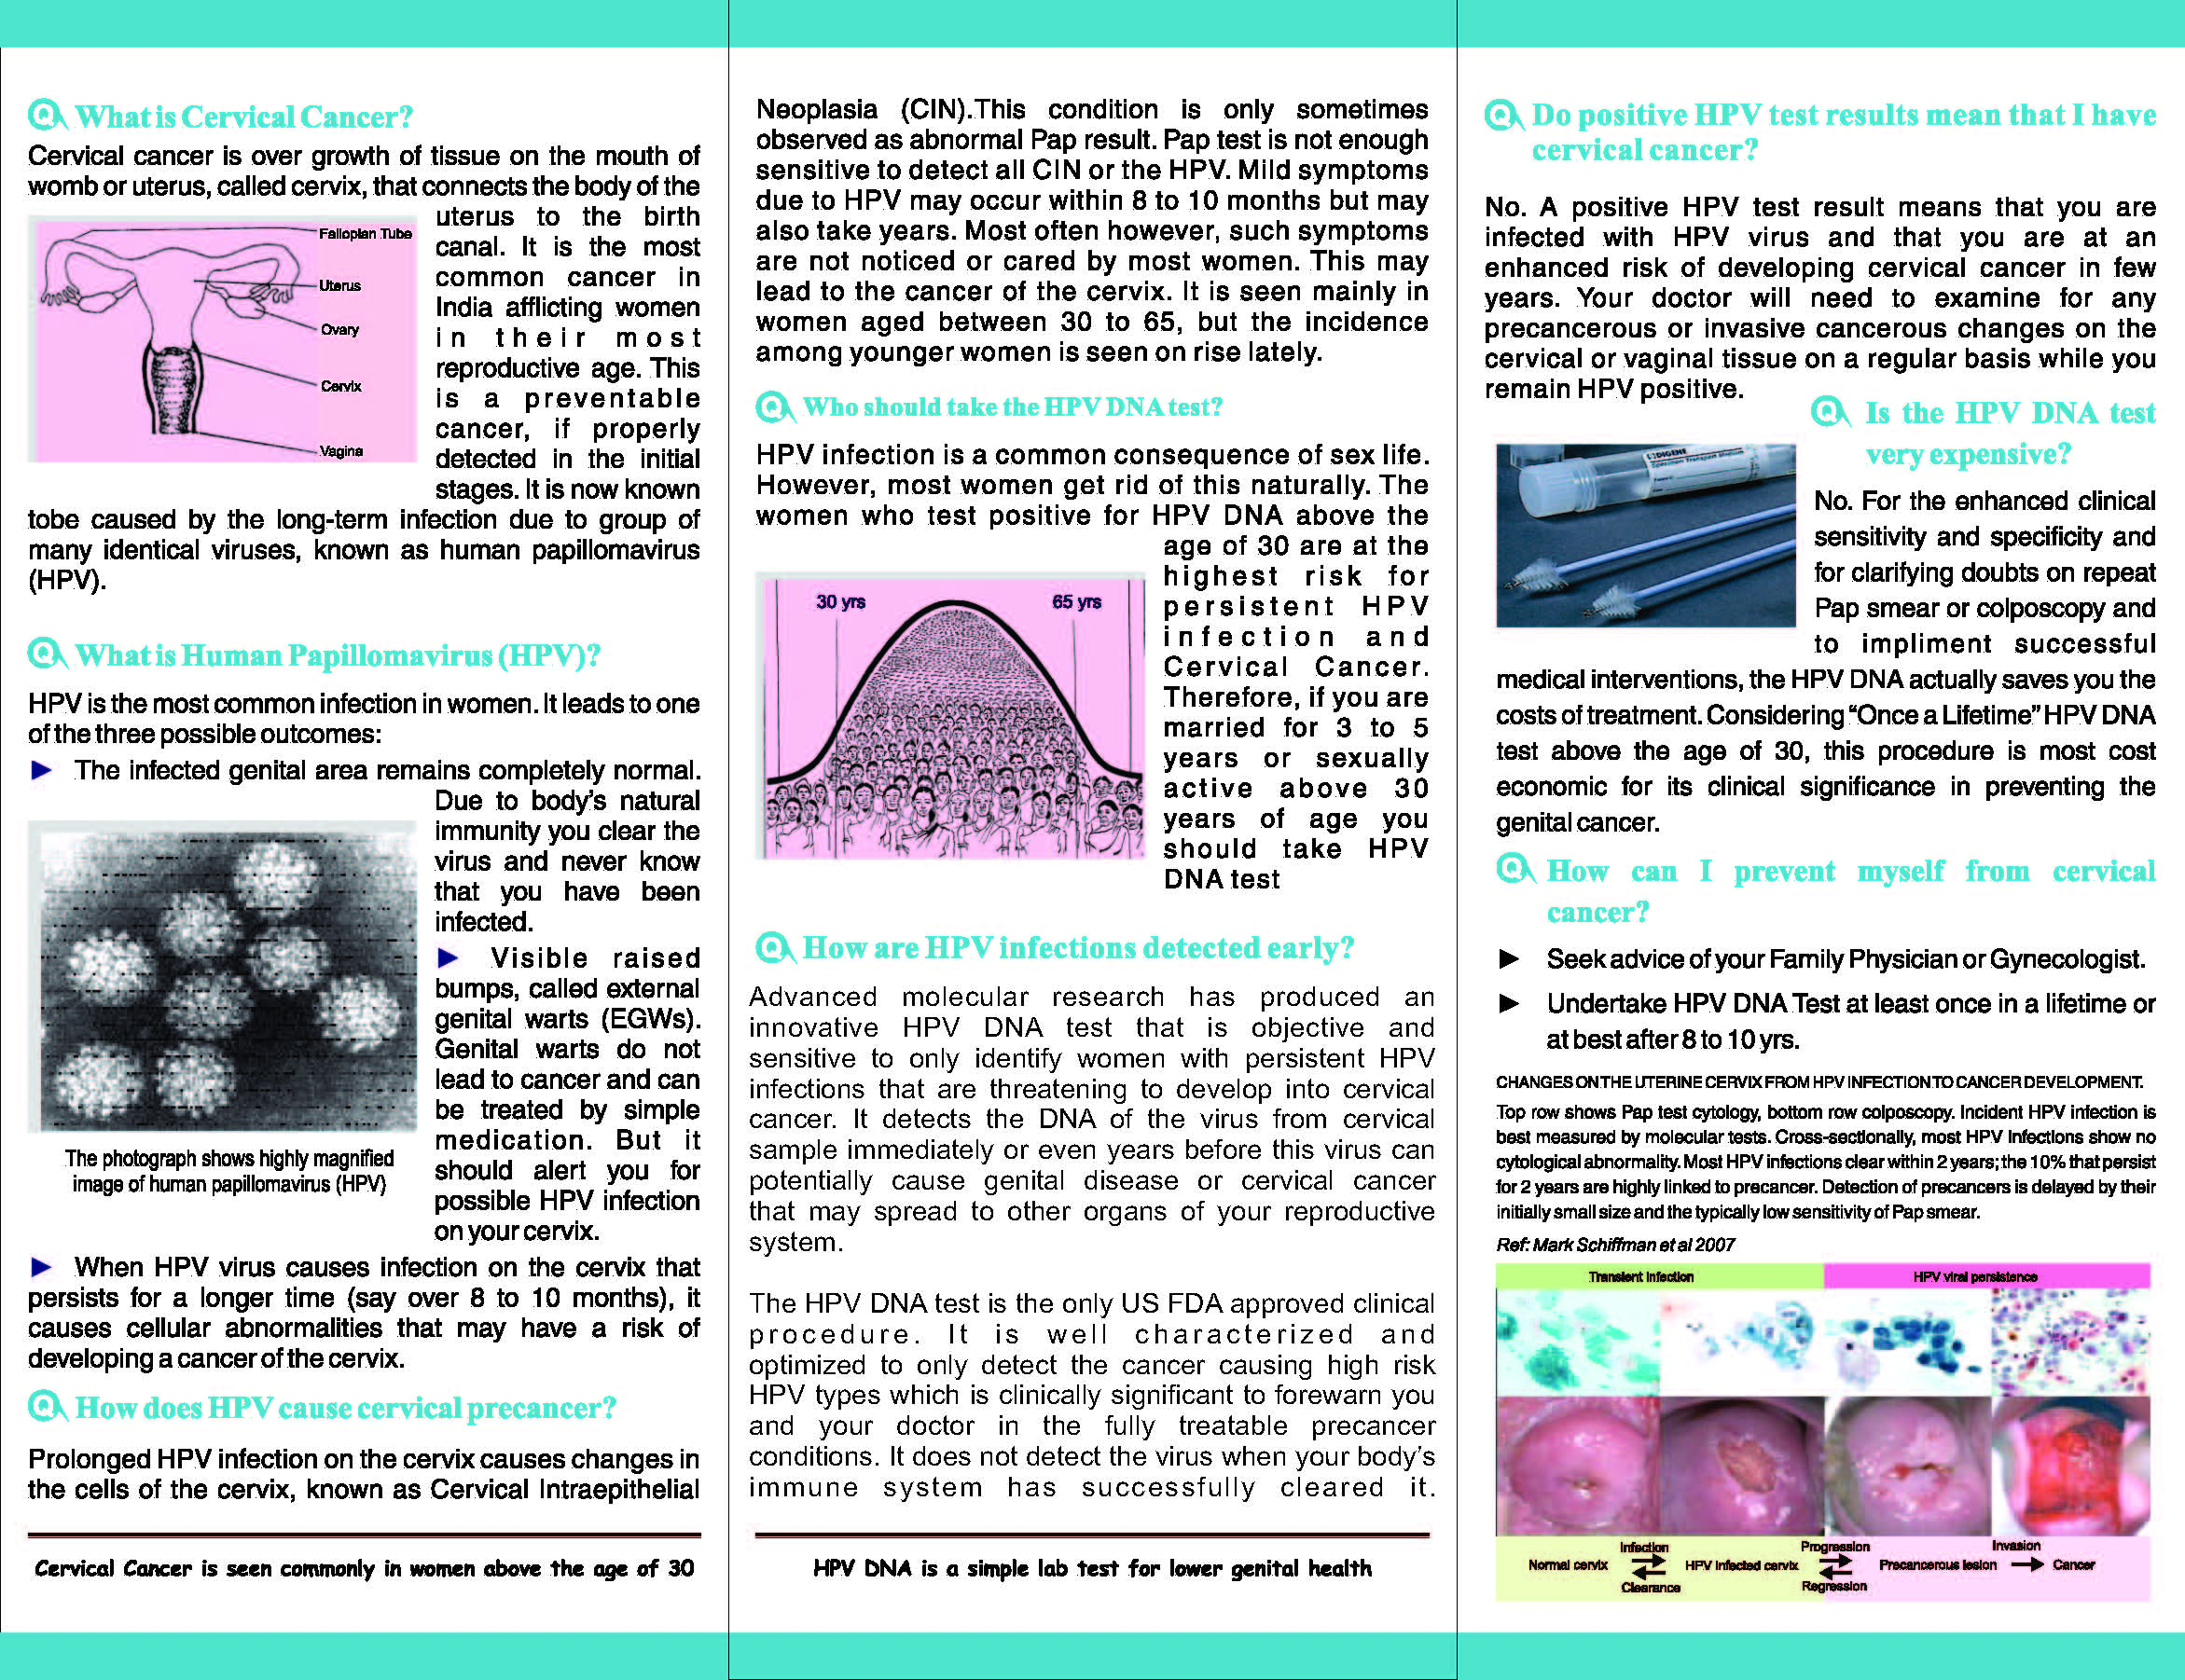 What is Cervical Cancer?
Cervical cancer is over growth of tissue on the mouth of
womb or uterus, called cervix, that connects the body of the
uterus to the birth
canal. It is the most
common cancer in
India afflicting women
in their most
reproductive age. This
is a preventable
cancer, if properly
detected in the initial
stages. It is now known
tobe caused by the long-term infection due to group of
many identical viruses, known as human papillomavirus
(HPV).
Fallopian Tube
Uterus
Ovary
Cervix
Vagina
What is Human Papillomavirus (HPV)?
HPV is the most common infection in women. It leads to one
of the three possible outcomes:
The infected genital area remains completely normal.
Due to body's natural
immunity you clear the
virus and never know
that you have been
infected.
Visible raised
bumps, called external
genital warts (EGWs).
Genital warts do not
lead to cancer and can
be treated by simple
medication. But it
should alert you for
possible HPV infection
on your cervix.
The photograph shows highly magnified
image of human papillomavirus (HPV)
When HPV virus causes infection on the cervix that
persists for a longer time (say over 8 to 10 months), it
causes cellular abnormalities that may have a risk of
developing a cancer of the cervix.
How does HPV cause cervical precancer?
Prolonged HPV infection on the cervix causes changes in
the cells of the cervix, known as Cervical Intraepithelial
Cervical Cancer is seen commonly in women above the age of 30
Neoplasia (CIN).This condition is only sometimes
observed as abnormal Pap result. Pap test is not enough
sensitive to detect all CIN or the HPV. Mild symptoms
due to HPV may occur within 8 to 10 months but may
also take years. Most often however, such symptoms
are not noticed or cared by most women. This may
lead to the cancer of the cervix. It is seen mainly in
women aged between 30 to 65, but the incidence
among younger women is seen on rise lately.
Who should take the HPV DNA test?
HPV infection is a common consequence of sex life.
However, most women get rid of this naturally. The
women who test positive for HPV DNA above the
age of 30 are at the
highest risk for
persistent HPV
infection and
Cervical Cancer.
Therefore, if you are
married for 3 to 5
years or sexually
active above 30
years of age you
should take HPV
DNA test
30 yrs 65 yrs
How are HPV infections detected early?
Advanced molecular research has produced an
innovative HPV DNA test that is objective and
sensitive to only identify women with persistent HPV
infections that are threatening to develop into cervical
cancer. It detects the DNA of the virus from cervical
sample immediately or even years before this virus can
potentially cause genital disease or cervical cancer
that may spread to other organs of your reproductive
system.
The HPV DNA test is the only US FDA approved clinical
procedure. It is well characterized and
optimized to only detect the cancer causing high risk
HPV types which is clinically significant to forewarn you
and your doctor in the fully treatable precancer
conditions. It does not detect the virus when your body's
immune system has successfully cleared it.
HPV DNA is a simple lab test for lower genital health
Do positive HPV test results mean that I have
cervical cancer?
No. A positive HPV test result means that you are
infected with HPV virus and that you are at an
enhanced risk of developing cervical cancer in few
years. Your doctor will need to examine for any
precancerous or invasive cancerous changes on the
cervical or vaginal tissue on a regular basis while you
remain HPV positive.
Is the HPV DNA test
very expensive?
DIGENE
Specimen Transport Medium
No. For the enhanced clinical
sensitivity and specificity and
for clarifying doubts on repeat
Pap smear or colposcopy and
to impliment successful
medical interventions, the HPV DNA actually saves you the
costs of treatment. Considering “Once a Lifetime” HPV DNA
test above the age of 30, this procedure is most cost
economic for its clinical significance in preventing the
genital cancer.
How can I prevent myself from cervical
cancer?
Seek advice of your Family Physician or Gynecologist.
Undertake HPV DNA Test at least once in a lifetime or
at best after 8 to 10 yrs.
CHANGES ON THE UTERINE CERVIX FROM HPV INFECTION TO CANCER DEVELOPMENT.
Top row shows Pap test cytology, bottom row colposcopy. Incident HPV infection is
best measured by molecular tests. Cross-sectionally, most HPV infections show no
cytological abnormality. Most HPV infections clear within 2 years; the 10% that persist
for 2 years are highly linked to precancer. Detection of precancers is delayed by their
initially small size and the typically low sensitivity of Pap smear.
Ref: Mark Schiffman et al 2007
Transient Infection HPV viral persistence
Infection Progression Invasion
Normal cervix HPV Infected cervix Precancerous lesion Cancer
Clearance Regression